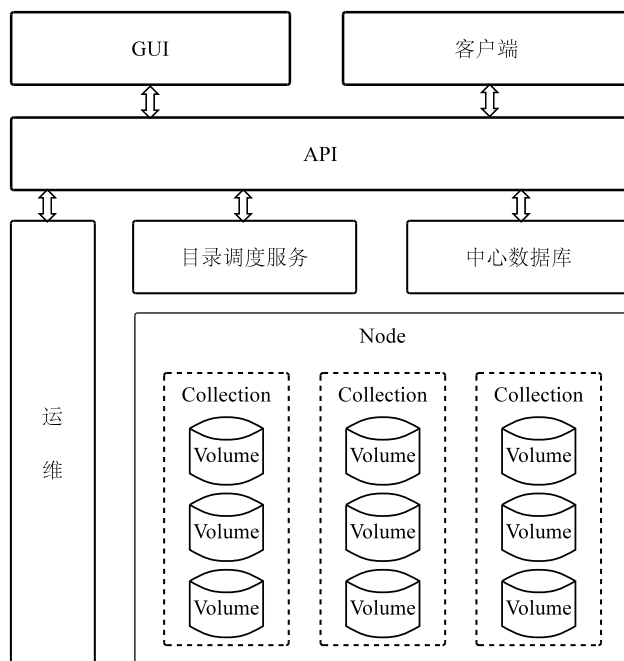 GUI
客户端
API
目录调度服务
中心数据库
运
维
Node
Collection
Collection
Collection
Volume
Volume
Volume
Volume
Volume
Volume
Volume
Volume
Volume